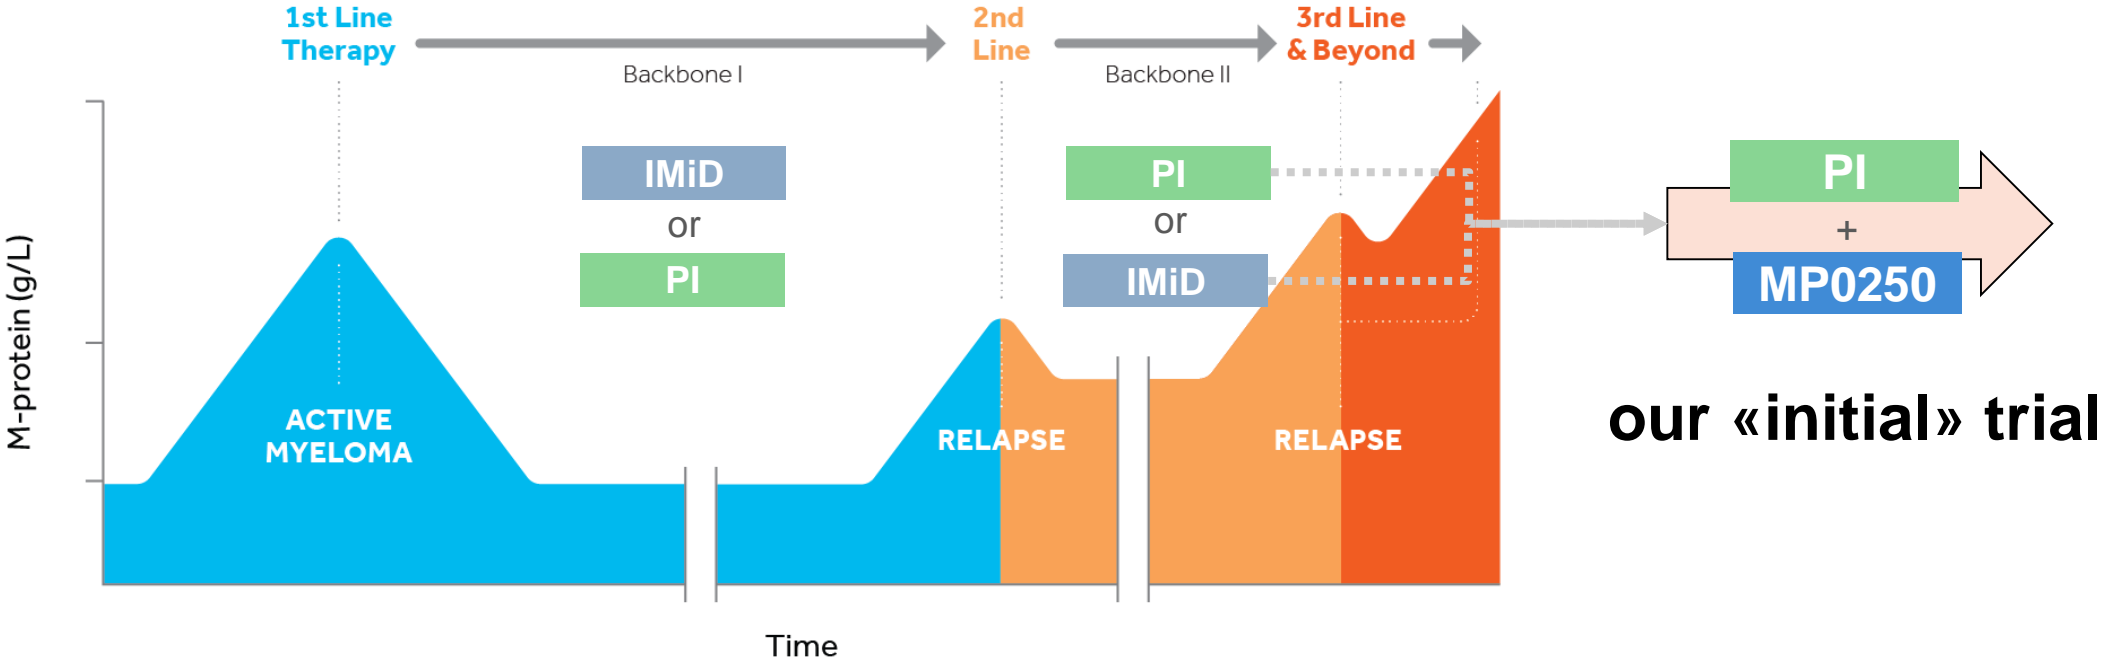 1st Line
Therapy
2nd
Line
3rd Line
& Beyond
Backbone I
Backbone II
IMiD
or
PI
PI
or
IMiD
PI
+
MP0250
M-protein (g/L)
ACTIVE
MYELOMA
RELAPSE
RELAPSE
our «initial» trial
Time